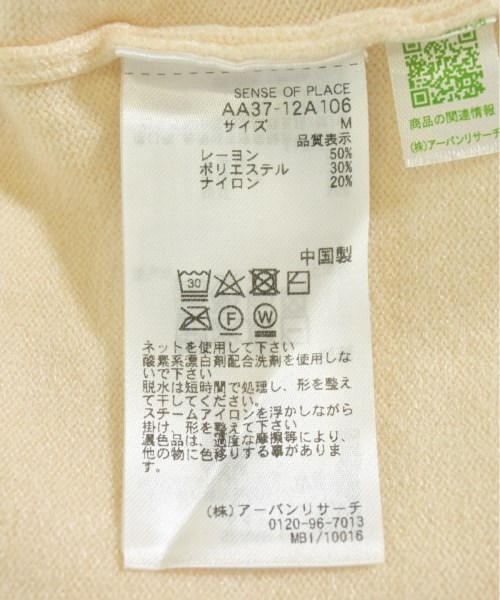 SENSE OF PLACE
AA37-12A106
サイズ M
品質表示
レーヨン 50%
ポリエステル 30%
ナイロン 20%
中国製
30
F W
ネットを使用して下さい
酸素系漂白剤配合洗剤を使用しな
いで下さい
脱水は短時間で処理し、形を整え
て干してください。
スチームアイロンを浮かしながら
掛け、形を整えて下さい
濃色品は、過度な摩擦等により、
他の物に色移りする事がありま
す。
(株)アーバンリサーチ
0120-96-7013
MBI/10016
商品の関連情報
(株)アーバンリサーチ